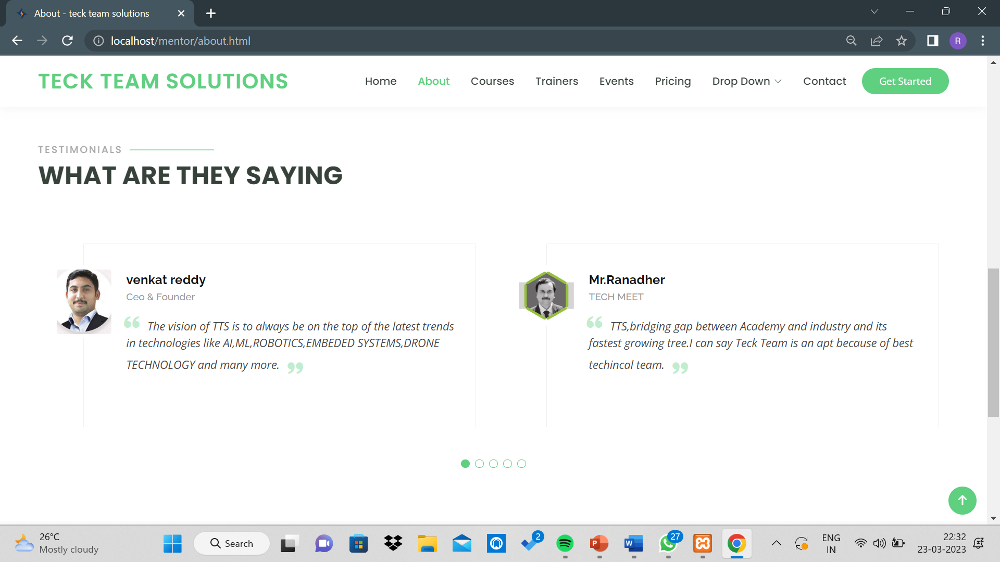 About - teck team solutions
localhost/mentor/about.html
R
TECK TEAM SOLUTIONS
Home About Courses Trainers Events Pricing Drop Down Contact Get Started
TESTIMONIALS
WHAT ARE THEY SAYING
venkat reddy
Ceo & Founder
“ The vision of TTS is to always be on the top of the latest trends
in technologies like AI,ML,ROBOTICS,EMBEDED SYSTEMS,DRONE
TECHNOLOGY and many more. ”
Mr.Ranadher
TECH MEET
“ TTS,bridging gap between Academy and industry and its
fastest growing tree.I can say Teck Team is an apt because of best
techincal team. ”
26°C
Mostly cloudy
Search
2
P
W
27
ENG
IN
22:32
23-03-2023